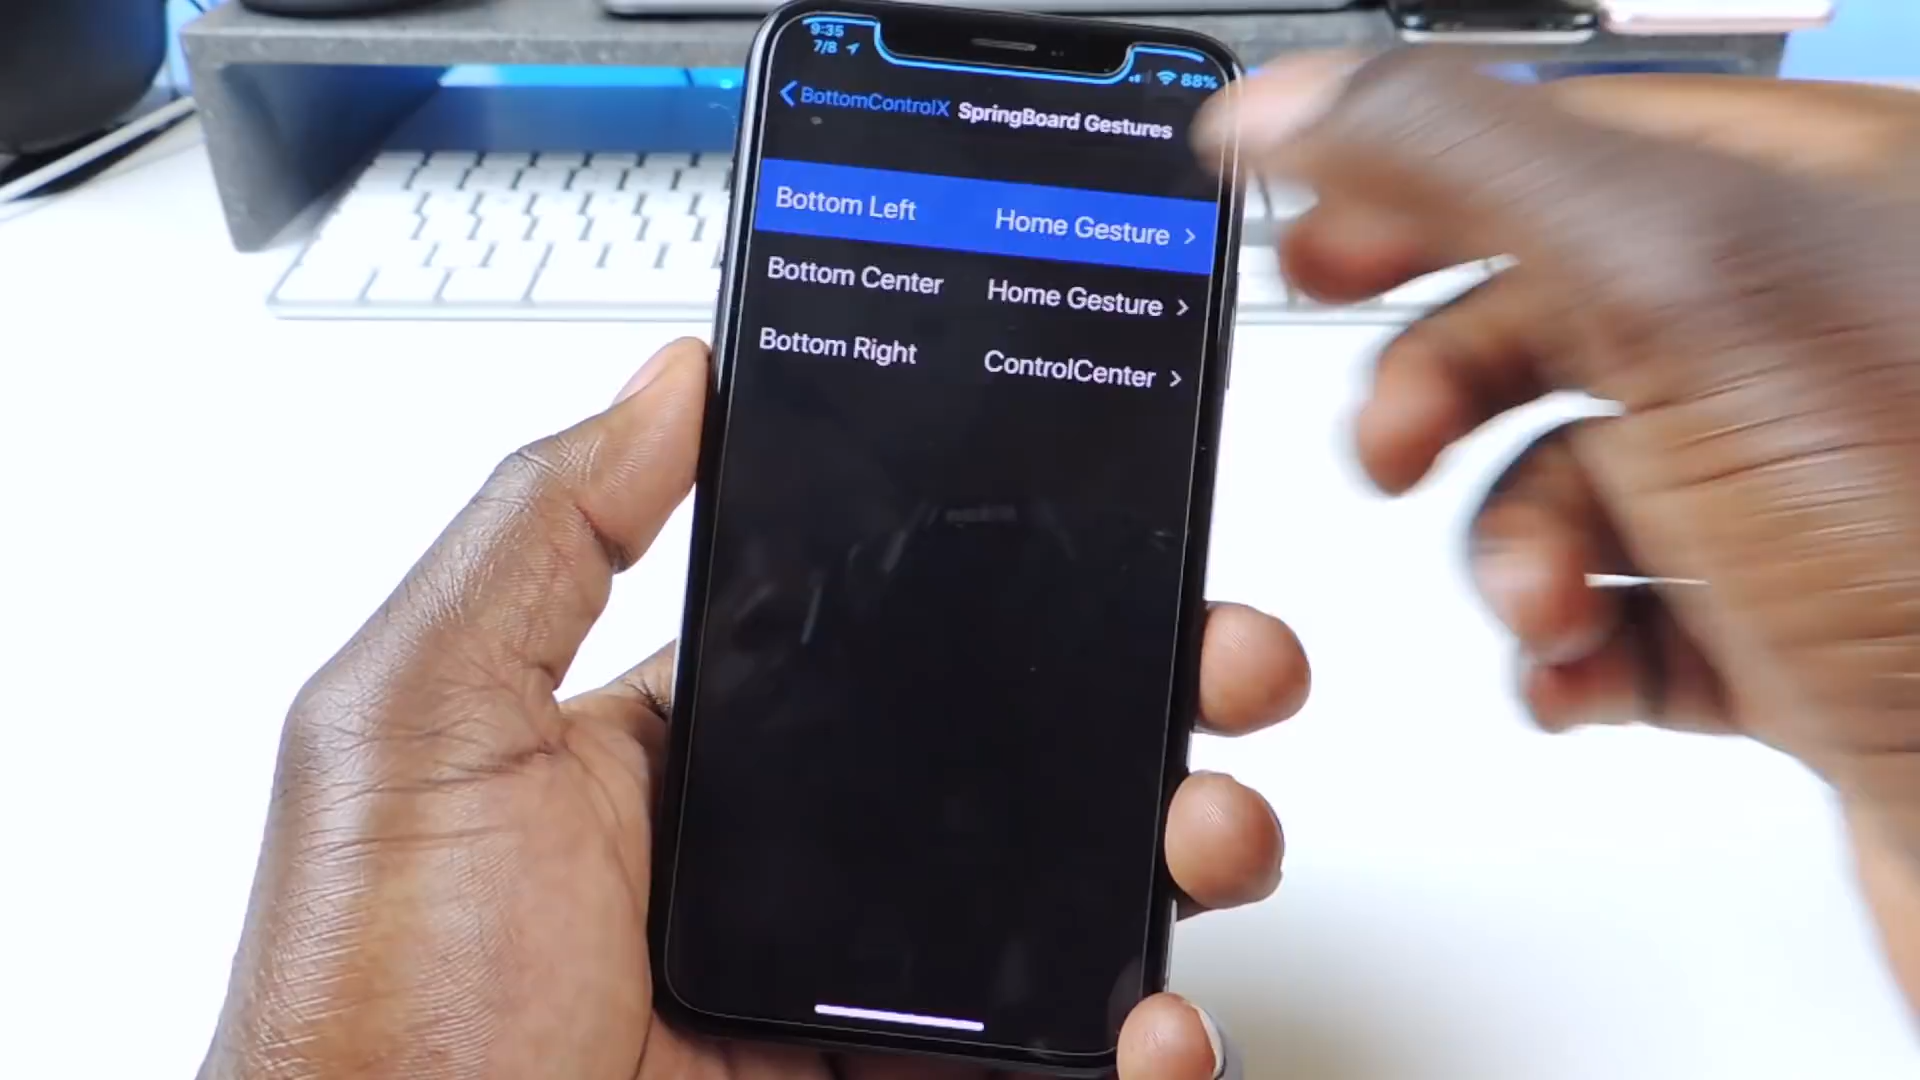 9:35
7/8
88%
BottomControlX SpringBoard Gestures
Bottom Left Home Gesture
Bottom Center Home Gesture
Bottom Right ControlCenter